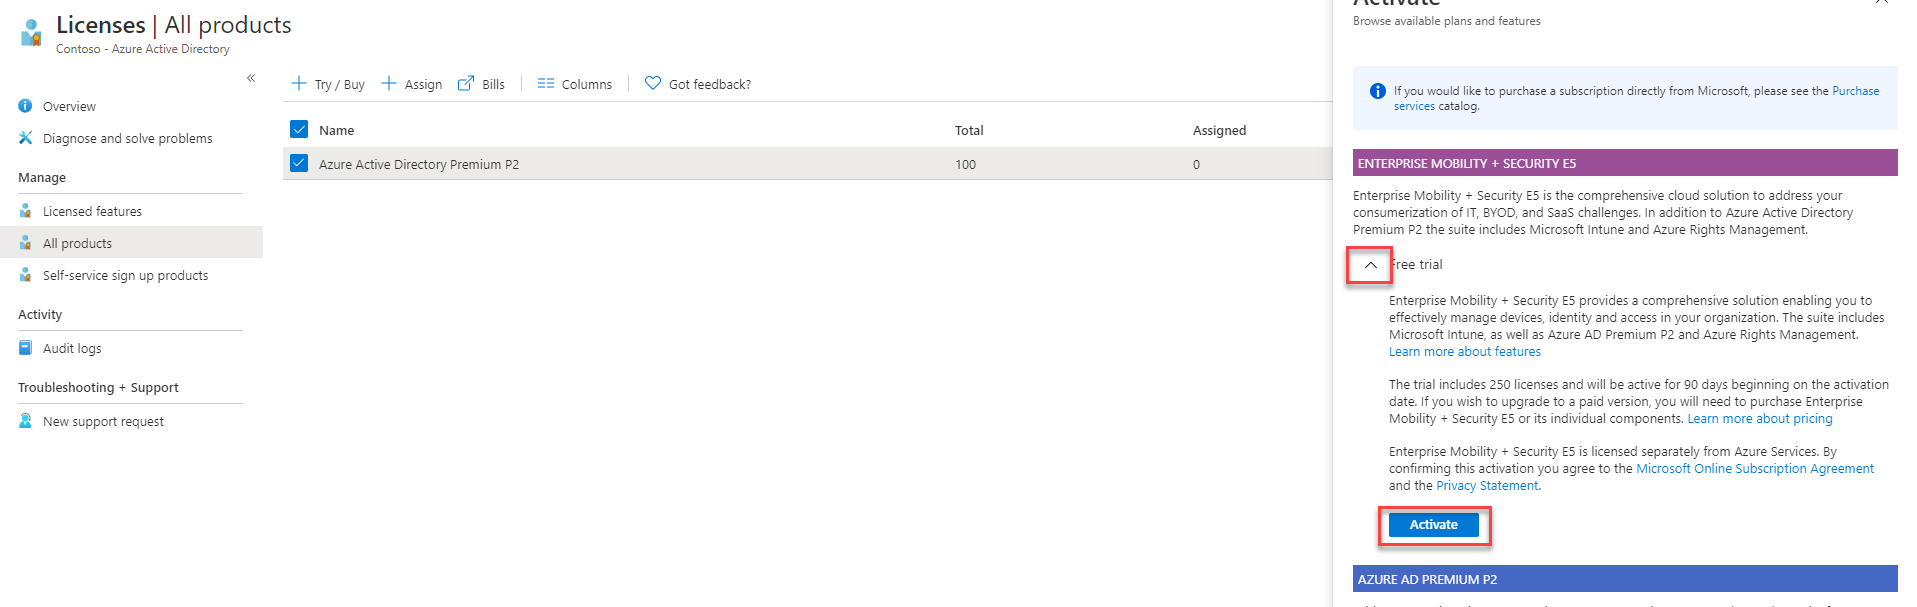 Licenses | All products
Contoso - Azure Active Directory
«
Overview
Diagnose and solve problems
Manage
Licensed features
All products
Self-service sign up products
Activity
Audit logs
Troubleshooting + Support
New support request
Try / Buy
Assign
Bills
Columns
Got feedback?
Name Total Assigned
Azure Active Directory Premium P2 100 0
Activate
Browse available plans and features
If you would like to purchase a subscription directly from Microsoft, please see the Purchase
services catalog.
ENTERPRISE MOBILITY + SECURITY E5
Enterprise Mobility + Security E5 is the comprehensive cloud solution to address your
consumerization of IT, BYOD, and SaaS challenges. In addition to Azure Active Directory
Premium P2 the suite includes Microsoft Intune and Azure Rights Management.
Free trial
Enterprise Mobility + Security E5 provides a comprehensive solution enabling you to
effectively manage devices, identity and access in your organization. The suite includes
Microsoft Intune, as well as Azure AD Premium P2 and Azure Rights Management.
Learn more about features
The trial includes 250 licenses and will be active for 90 days beginning on the activation
date. If you wish to upgrade to a paid version, you will need to purchase Enterprise
Mobility + Security E5 or its individual components. Learn more about pricing
Enterprise Mobility + Security E5 is licensed separately from Azure Services. By
confirming this activation you agree to the Microsoft Online Subscription Agreement
and the Privacy Statement.
Activate
AZURE AD PREMIUM P2